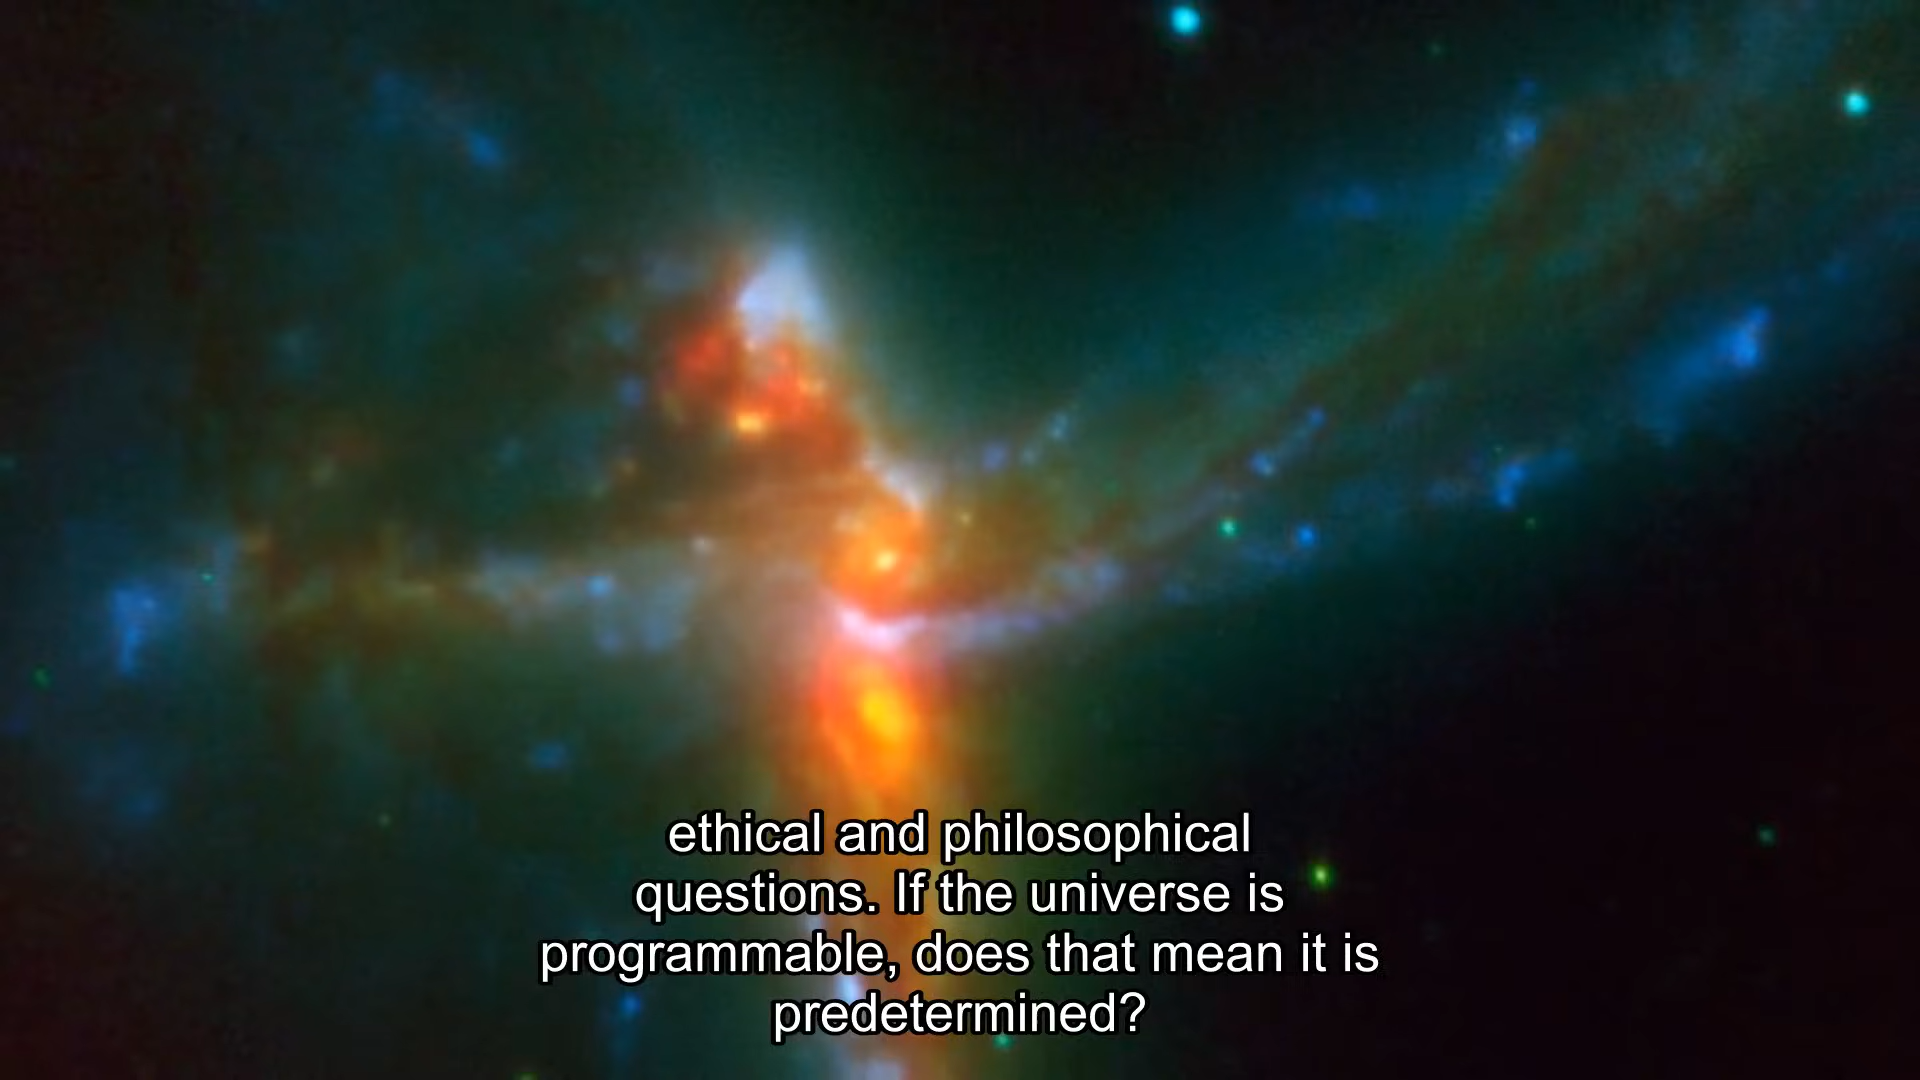 ethical and philosophical
questions. If the universe is
programmable, does that mean it is
predetermined?